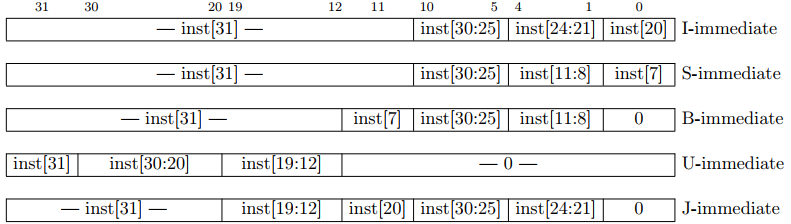 31 30 20 19 12 11 10 5 4 1 0
— inst[31] — inst[30:25] inst[24:21] inst[20] I-immediate
— inst[31] — inst[30:25] inst[11:8] inst[7] S-immediate
— inst[31] — inst[7] inst[30:25] inst[11:8] 0 B-immediate
inst[31] inst[30:20] inst[19:12] — 0 — U-immediate
— inst[31] — inst[19:12] inst[20] inst[30:25] inst[24:21] 0 J-immediate